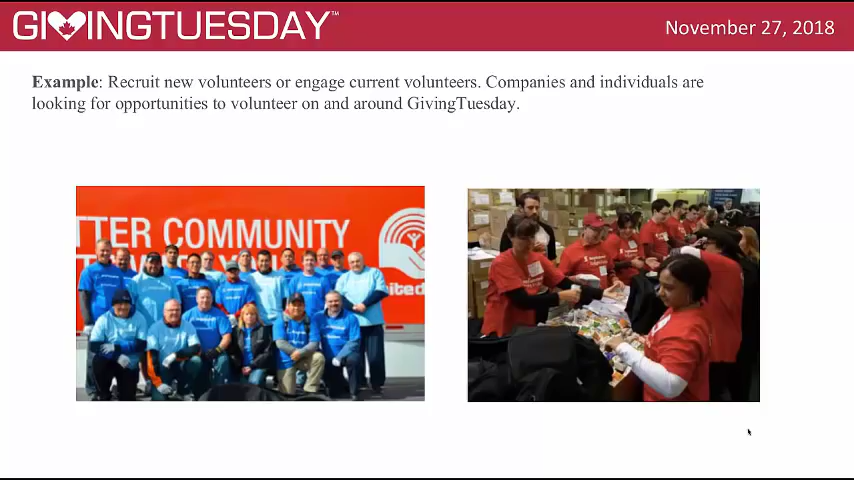 GIVINGTUESDAY™
November 27, 2018
Example: Recruit new volunteers or engage current volunteers. Companies and individuals are
looking for opportunities to volunteer on and around GivingTuesday.
TTER COMMUNITY
ited